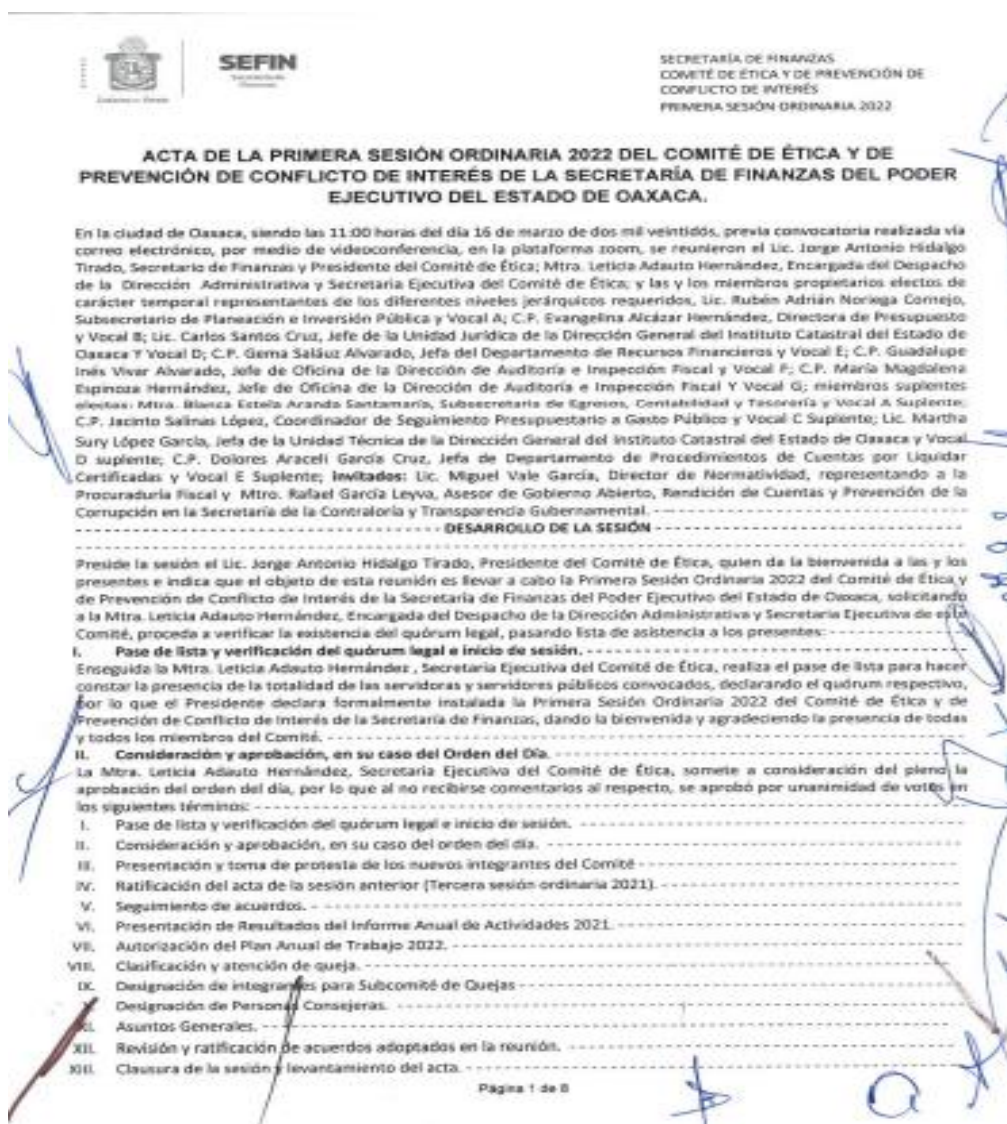 SEFIN
SECRETARÍA DE FINANZAS
COMITÉ DE ÉTICA Y DE PREVENCIÓN DE
CONFLICTO DE INTERÉS
PRIMERA SESIÓN ORDINARIA 2022
ACTA DE LA PRIMERA SESIÓN ORDINARIA 2022 DEL COMITÉ DE ÉTICA Y DE
PREVENCIÓN DE CONFLICTO DE INTERÉS DE LA SECRETARÍA DE FINANZAS DEL PODER
EJECUTIVO DEL ESTADO DE OAXACA.
En la ciudad de Oaxaca, siendo las 11:00 horas del día 16 de marzo de dos mil veintidós, previa convocatoria realizada vía
correo electrónico, por medio de videoconferencia, en la plataforma zoom, se reunieron el Lic. Jorge Antonio Hidalgo
Tirado, Secretario de Finanzas y Presidente del Comité de Ética; Mtra. Leticia Adauto Hernández, Encargada del Despacho
de la Dirección Administrativa y Secretaria Ejecutiva del Comité de Ética; y las y los miembros propietarios electos de
carácter temporal representantes de los diferentes niveles jerárquicos requeridos, Lic. Rubén Adrián Noriega Cornejo,
Subsecretario de Planeación e Inversión Pública y Vocal A; C.P. Evangelina Alcázar Hernández, Directora de Presupuesto
y Vocal B; Lic. Carlos Santos Cruz, Jefe de la Unidad Jurídica de la Dirección General del Instituto Catastral del Estado de
Oaxaca Y Vocal D; C.P. Gema Saláuz Alvarado, Jefa del Departamento de Recursos Financieros y Vocal E; C.P. Guadalupe
Inés Vivar Alvarado, Jefe de Oficina de la Dirección de Auditoría e Inspección Fiscal y Vocal F; C.P. María Magdalena
Espinoza Hernández, Jefe de Oficina de la Dirección de Auditoría e Inspección Fiscal Y Vocal G; miembros suplentes
electos: Mtra. Blanca Estela Aranda Santamaría, Subsecretaria de Egresos, Contabilidad y Tesorería y Vocal A Suplente;
C.P. Jacinto Salinas López, Coordinador de Seguimiento Presupuestario a Gasto Público y Vocal C Suplente; Lic. Martha
Sury López García, Jefa de la Unidad Técnica de la Dirección General del Instituto Catastral del Estado de Oaxaca y Vocal
D suplente; C.P. Dolores Araceli García Cruz, Jefa de Departamento de Procedimientos de Cuentas por Liquidar
Certificadas y Vocal E Suplente; Invitados: Lic. Miguel Vale García, Director de Normatividad, representando a la
Procuraduría Fiscal y Mtro. Rafael García Leyva, Asesor de Gobierno Abierto, Rendición de Cuentas y Prevención de la
Corrupción en la Secretaría de la Contraloría y Transparencia Gubernamental.
DESARROLLO DE LA SESIÓN
Preside la sesión el Lic. Jorge Antonio Hidalgo Tirado, Presidente del Comité de Ética, quien da la bienvenida a las y los
presentes e indica que el objeto de esta reunión es llevar a cabo la Primera Sesión Ordinaria 2022 del Comité de Ética y
de Prevención de Conflicto de Interés de la Secretaría de Finanzas del Poder Ejecutivo del Estado de Oaxaca, solicitando
a la Mtra. Leticia Adauto Hernández, Encargada del Despacho de la Dirección Administrativa y Secretaria Ejecutiva de este
Comité, proceda a verificar la existencia del quórum legal, pasando lista de asistencia a los presentes:
I. Pase de lista y verificación del quórum legal e inicio de sesión.
Enseguida la Mtra. Leticia Adauto Hernández , Secretaria Ejecutiva del Comité de Ética, realiza el pase de lista para hacer
constar la presencia de la totalidad de las servidoras y servidores públicos convocados, declarando el quórum respectivo,
por lo que el Presidente declara formalmente instalada la Primera Sesión Ordinaria 2022 del Comité de Ética y de
Prevención de Conflicto de Interés de la Secretaría de Finanzas, dando la bienvenida y agradeciendo la presencia de todas
y todos los miembros del Comité.
II. Consideración y aprobación, en su caso del Orden del Día.
La Mtra. Leticia Adauto Hernández, Secretaria Ejecutiva del Comité de Ética, somete a consideración del pleno la
aprobación del orden del día, por lo que al no recibirse comentarios al respecto, se aprobó por unanimidad de votos en
los siguientes términos:
I. Pase de lista y verificación del quórum legal e inicio de sesión.
II. Consideración y aprobación, en su caso del orden del día.
III. Presentación y toma de protesta de los nuevos integrantes del Comité
IV. Ratificación del acta de la sesión anterior (Tercera sesión ordinaria 2021).
V. Seguimiento de acuerdos.
VI. Presentación de Resultados del Informe Anual de Actividades 2021.
VII. Autorización del Plan Anual de Trabajo 2022.
VIII. Clasificación y atención de queja.
IX. Designación de integrantes para Subcomité de Quejas
X. Designación de Personas Consejeras.
XI. Asuntos Generales.
XII. Revisión y ratificación de acuerdos adoptados en la reunión.
XIII. Clausura de la sesión y levantamiento del acta.
Página 1 de 8